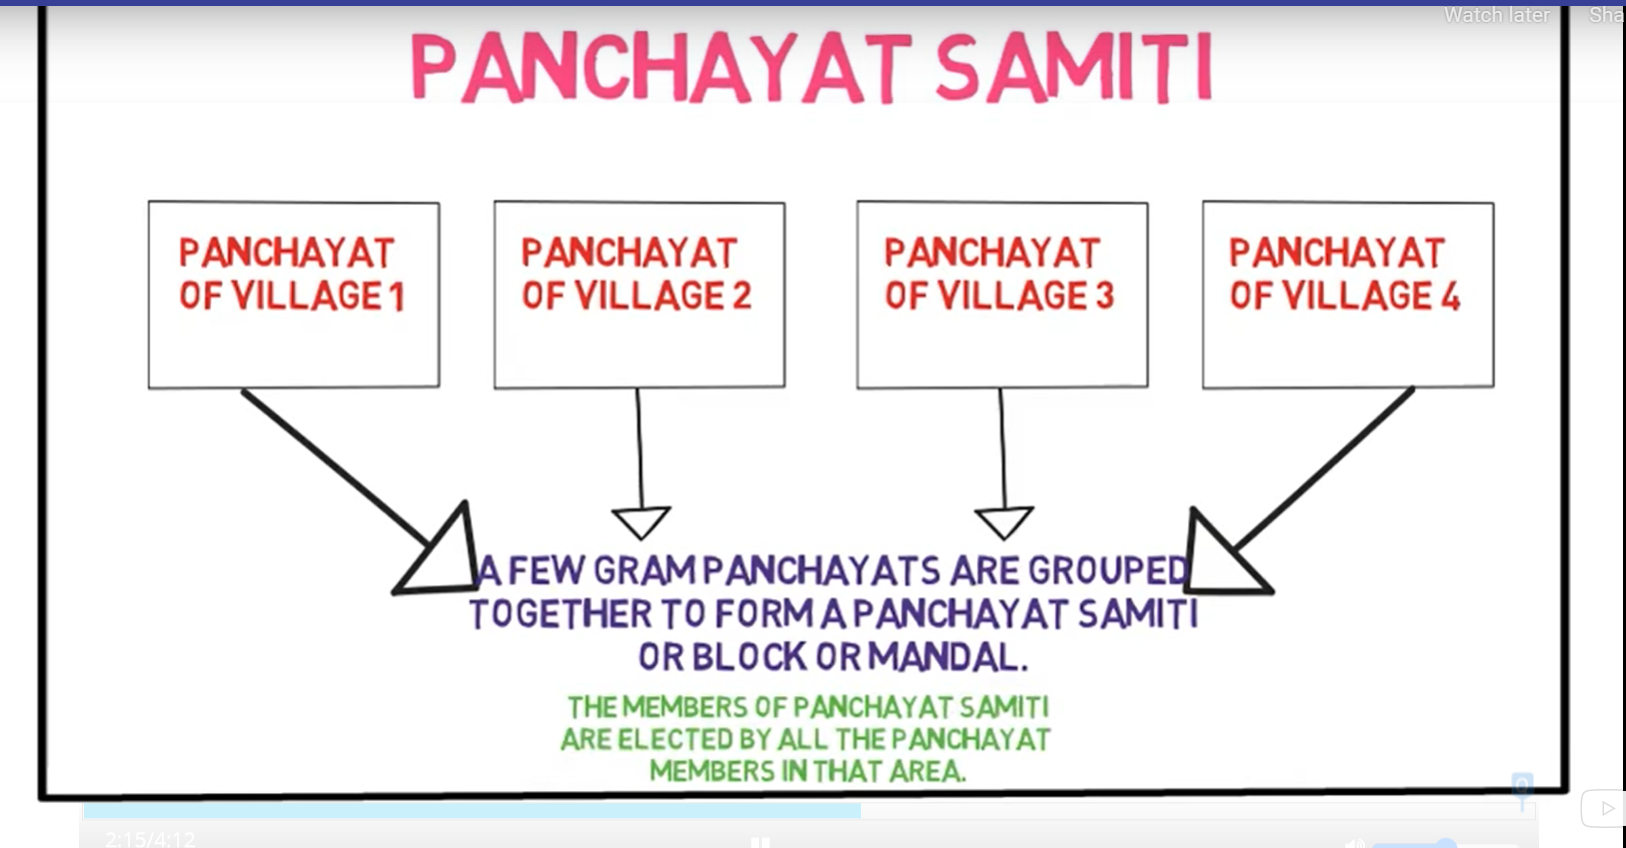 Watch later
PANCHAYAT SAMITI
PANCHAYAT
OF VILLAGE 1
PANCHAYAT
OF VILLAGE 2
PANCHAYAT
OF VILLAGE 3
PANCHAYAT
OF VILLAGE 4
A FEW GRAM PANCHAYATS ARE GROUPED
TOGETHER TO FORM A PANCHAYAT SAMITI
OR BLOCK OR MANDAL.
THE MEMBERS OF PANCHAYAT SAMITI
ARE ELECTED BY ALL THE PANCHAYAT
MEMBERS IN THAT AREA.
2:15/4:12